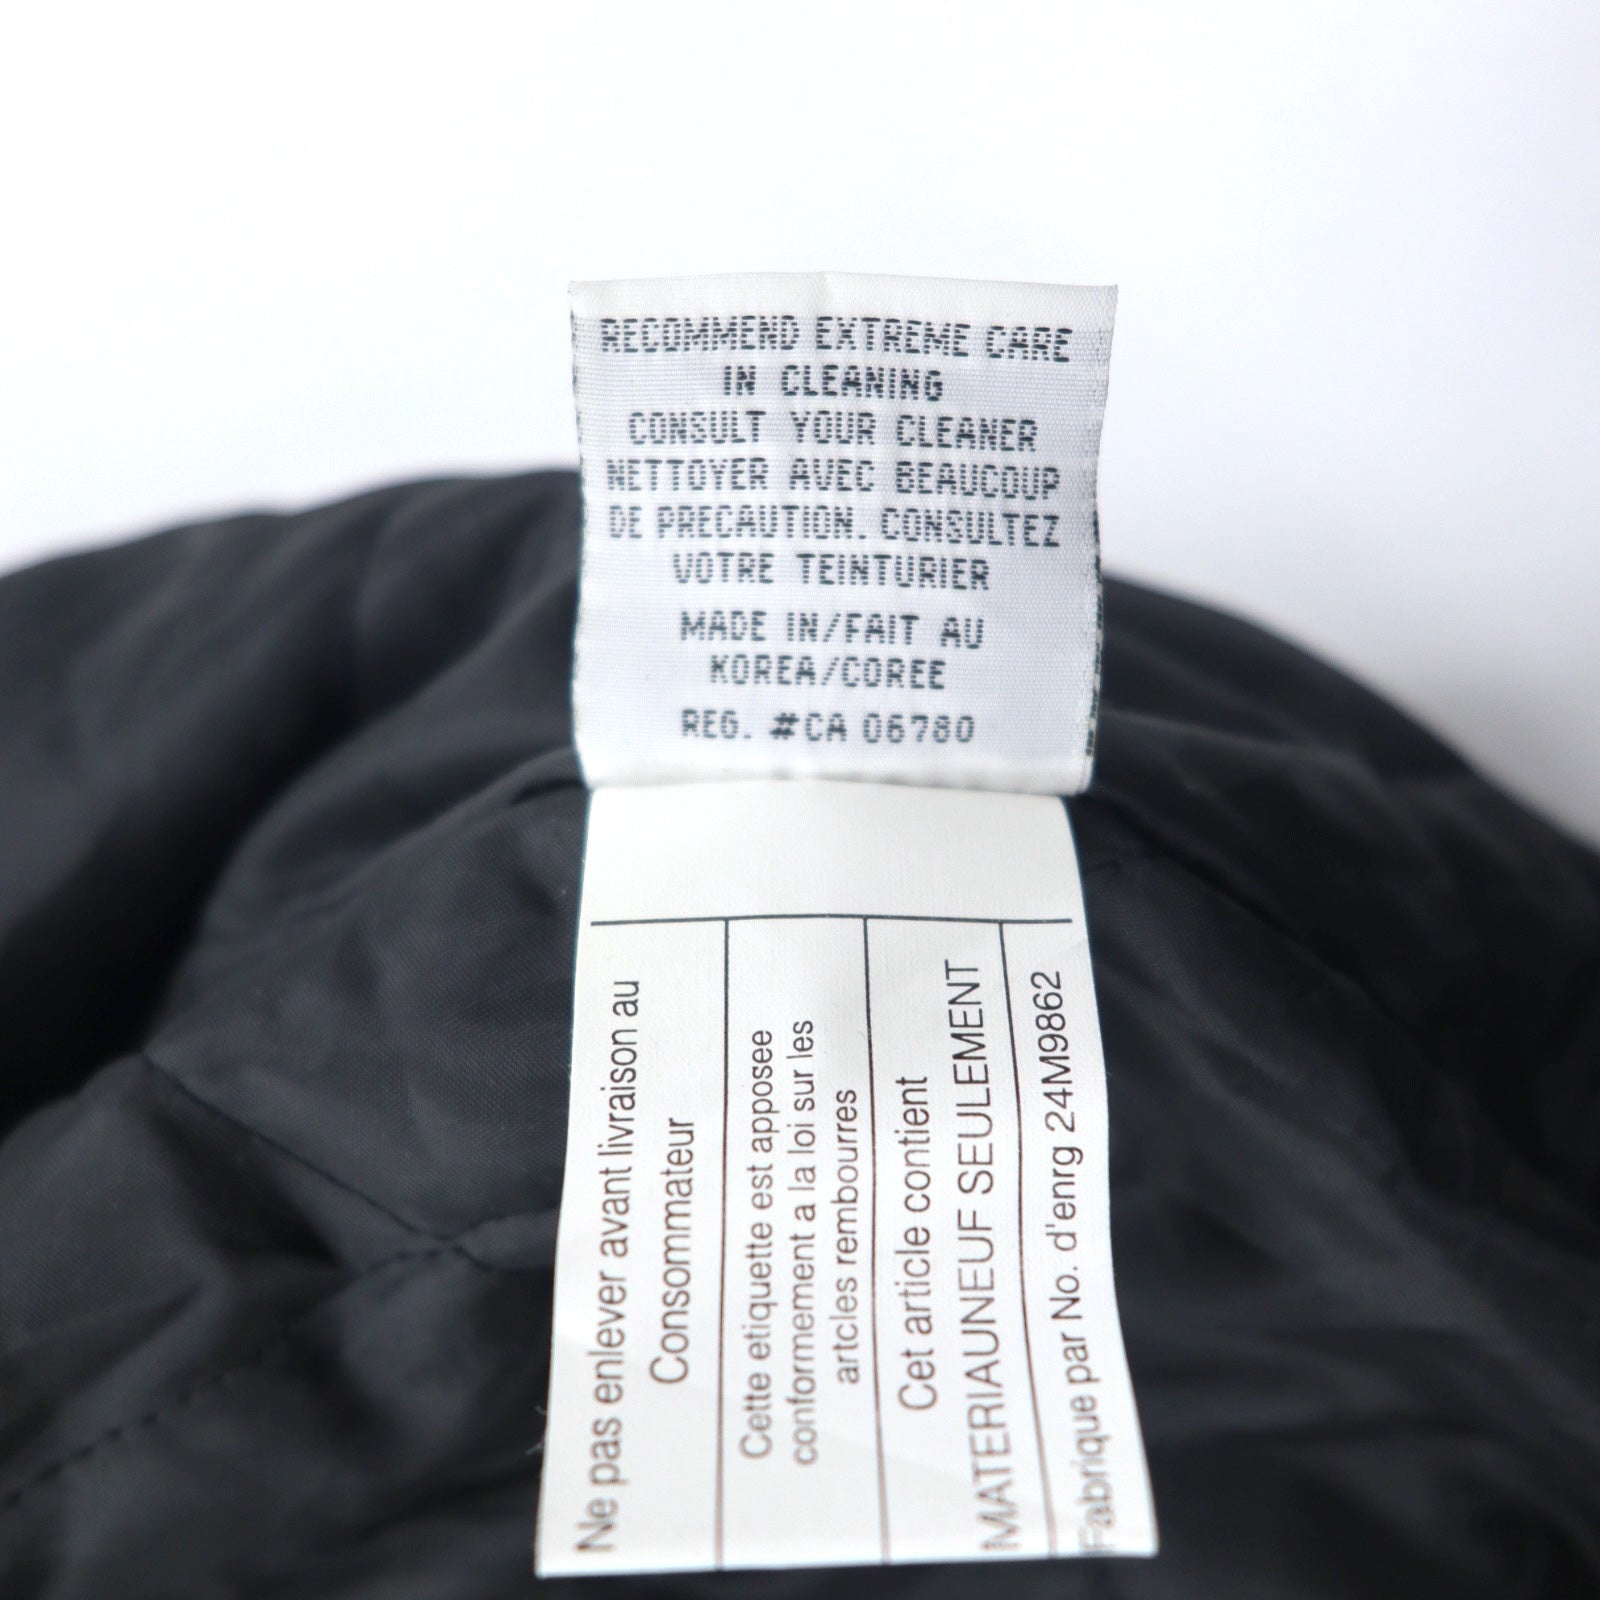 RECOMMEND EXTREME CARE
IN CLEANING
CONSULT YOUR CLEANER
NETTOYER AVEC BEAUCOUP
DE PRECAUTION. CONSULTEZ
VOTRE TEINTURIER
MADE IN/FAIT AU
KOREA/COREE
REG. #CA 06780
Ne pas enlever avant livraison au
Consommateur
Cette etiquette est apposee
conformement a la loi sur les
artcles rembourres
Cet article contient
MATERIAUNEUF SEULEMENT
Fabrique par No. d'enrg 24M9862